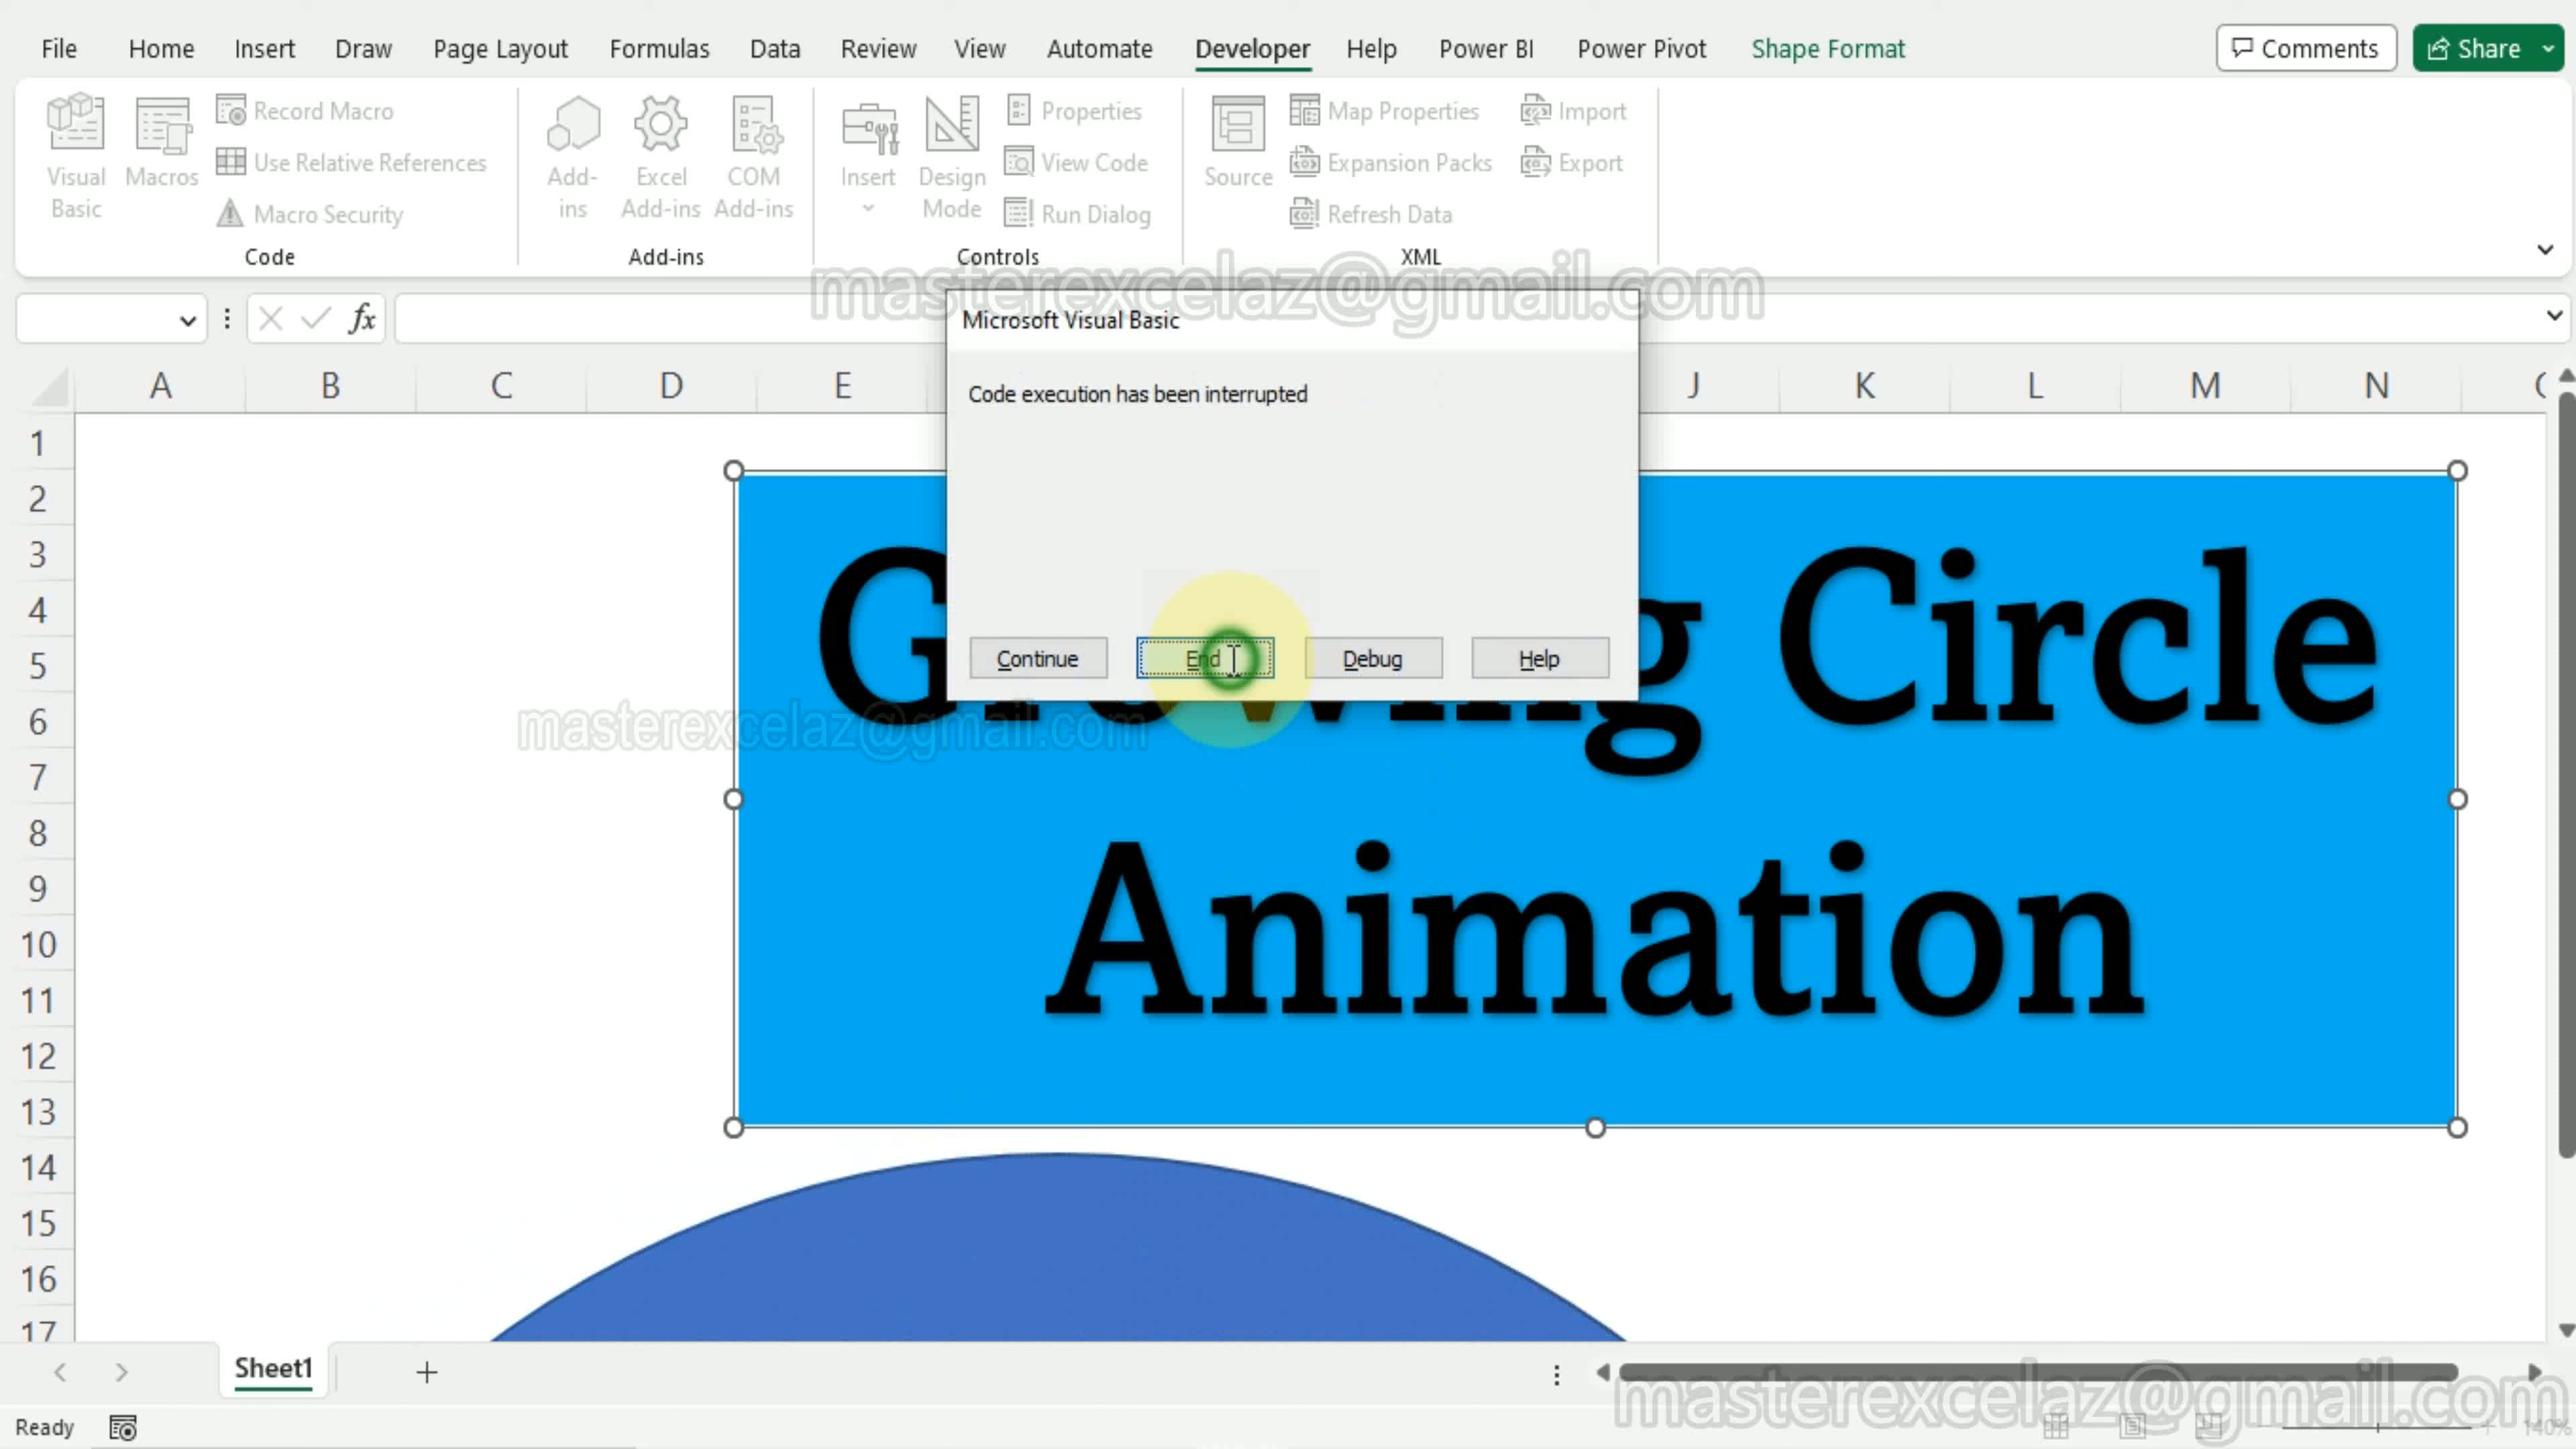 File Home Insert Draw Page Layout Formulas Data Review View Automate Developer Help Power BI Power Pivot Shape Format Comments Share
Visual Basic
Macros
Record Macro
Use Relative References
Macro Security
Code
Add-ins
Excel Add-ins
COM Add-ins
Add-ins
Insert
Design Mode
Properties
View Code
Run Dialog
Controls
Source
Map Properties
Expansion Packs
Refresh Data
Import
Export
XML
masterexcelaz@gmail.com
fx
Microsoft Visual Basic
Code execution has been interrupted
Continue End Debug Help
A B C D E J K L M N
1
2
3
4
5
6
7
8
9
10
11
12
13
14
15
16
17
Growing Circle
Animation
masterexcelaz@gmail.com
Sheet1
masterexcelaz@gmail.com
Ready
140%